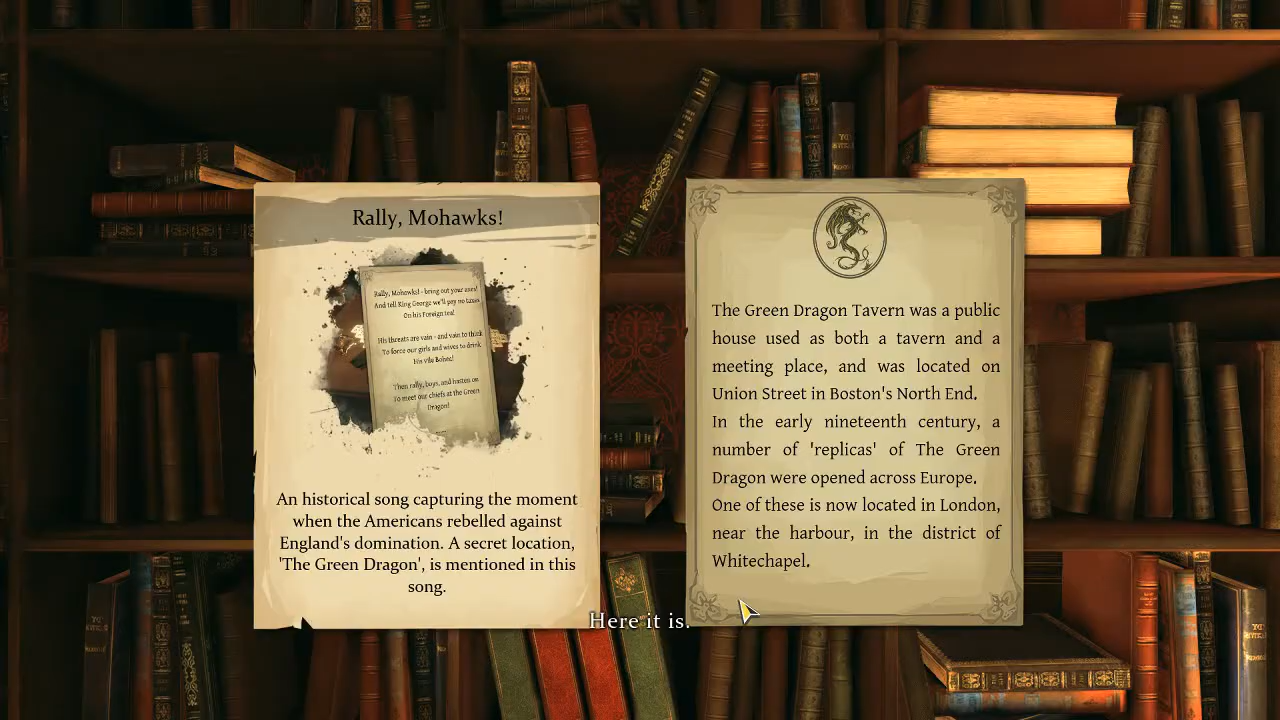 Rally, Mohawks!
Rally, Mohawks! - bring out your axes!
And tell King George we'll pay no taxes
On his Foreign tea!
His threats are vain - and vain to think
To force our girls and wives to drink
His vile Bohea!
Then rally, boys, and hasten on
To meet our chiefs at the Green
Dragon!
An historical song capturing the moment
when the Americans rebelled against
England's domination. A secret location,
'The Green Dragon', is mentioned in this
song.
The Green Dragon Tavern was a public
house used as both a tavern and a
meeting place, and was located on
Union Street in Boston's North End.
In the early nineteenth century, a
number of 'replicas' of The Green
Dragon were opened across Europe.
One of these is now located in London,
near the harbour, in the district of
Whitechapel.
Here it is.